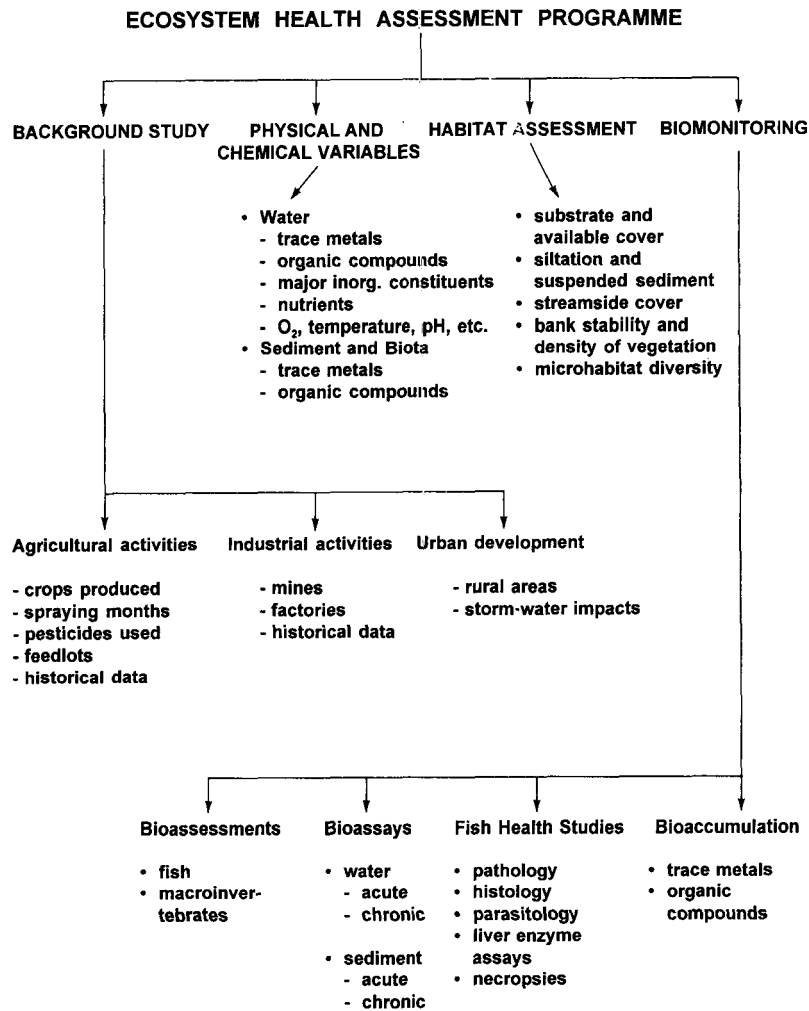 ECOSYSTEM HEALTH ASSESSMENT PROGRAMME
BACKGROUND STUDY
PHYSICAL AND
CHEMICAL VARIABLES
HABITAT ASSESSMENT
BIOMONITORING
• Water
- trace metals
- organic compounds
- major inorg. constituents
- nutrients
- O₂, temperature, pH, etc.
• Sediment and Biota
- trace metals
- organic compounds
• substrate and
available cover
• siltation and
suspended sediment
• streamside cover
• bank stability and
density of vegetation
• microhabitat diversity
Agricultural activities
- crops produced
- spraying months
- pesticides used
- feedlots
- historical data
Industrial activities
- mines
- factories
- historical data
Urban development
- rural areas
- storm-water impacts
Bioassessments
• fish
• macroinver-
tebrates
Bioassays
• water
- acute
- chronic
• sediment
- acute
- chronic
Fish Health Studies
• pathology
• histology
• parasitology
• liver enzyme
assays
• necropsies
Bioaccumulation
• trace metals
• organic
compounds